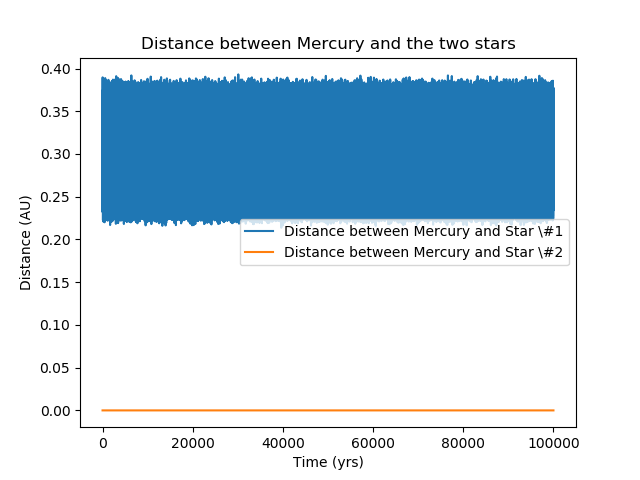 Distance between Mercury and the two stars
0.40
0.35
0.30
0.25
0.20
0.15
0.10
0.05
0.00
Distance (AU)
Distance between Mercury and Star \#1
Distance between Mercury and Star \#2
0 20000 40000 60000 80000 100000
Time (yrs)